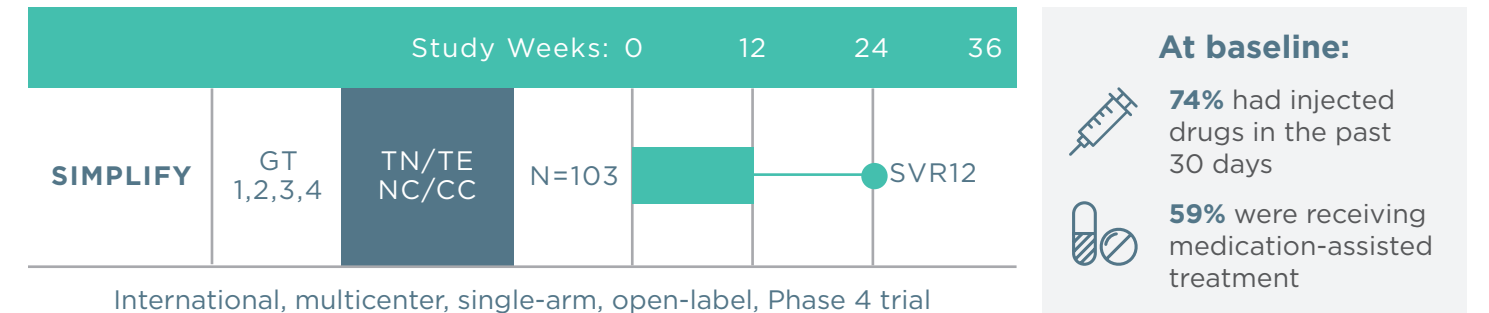 Study Weeks: 0 12 24 36
SIMPLIFY
GT
1,2,3,4
TN/TE
NC/CC
N=103
SVR12
International, multicenter, single-arm, open-label, Phase 4 trial
At baseline:
74% had injected
drugs in the past
30 days
59% were receiving
medication-assisted
treatment